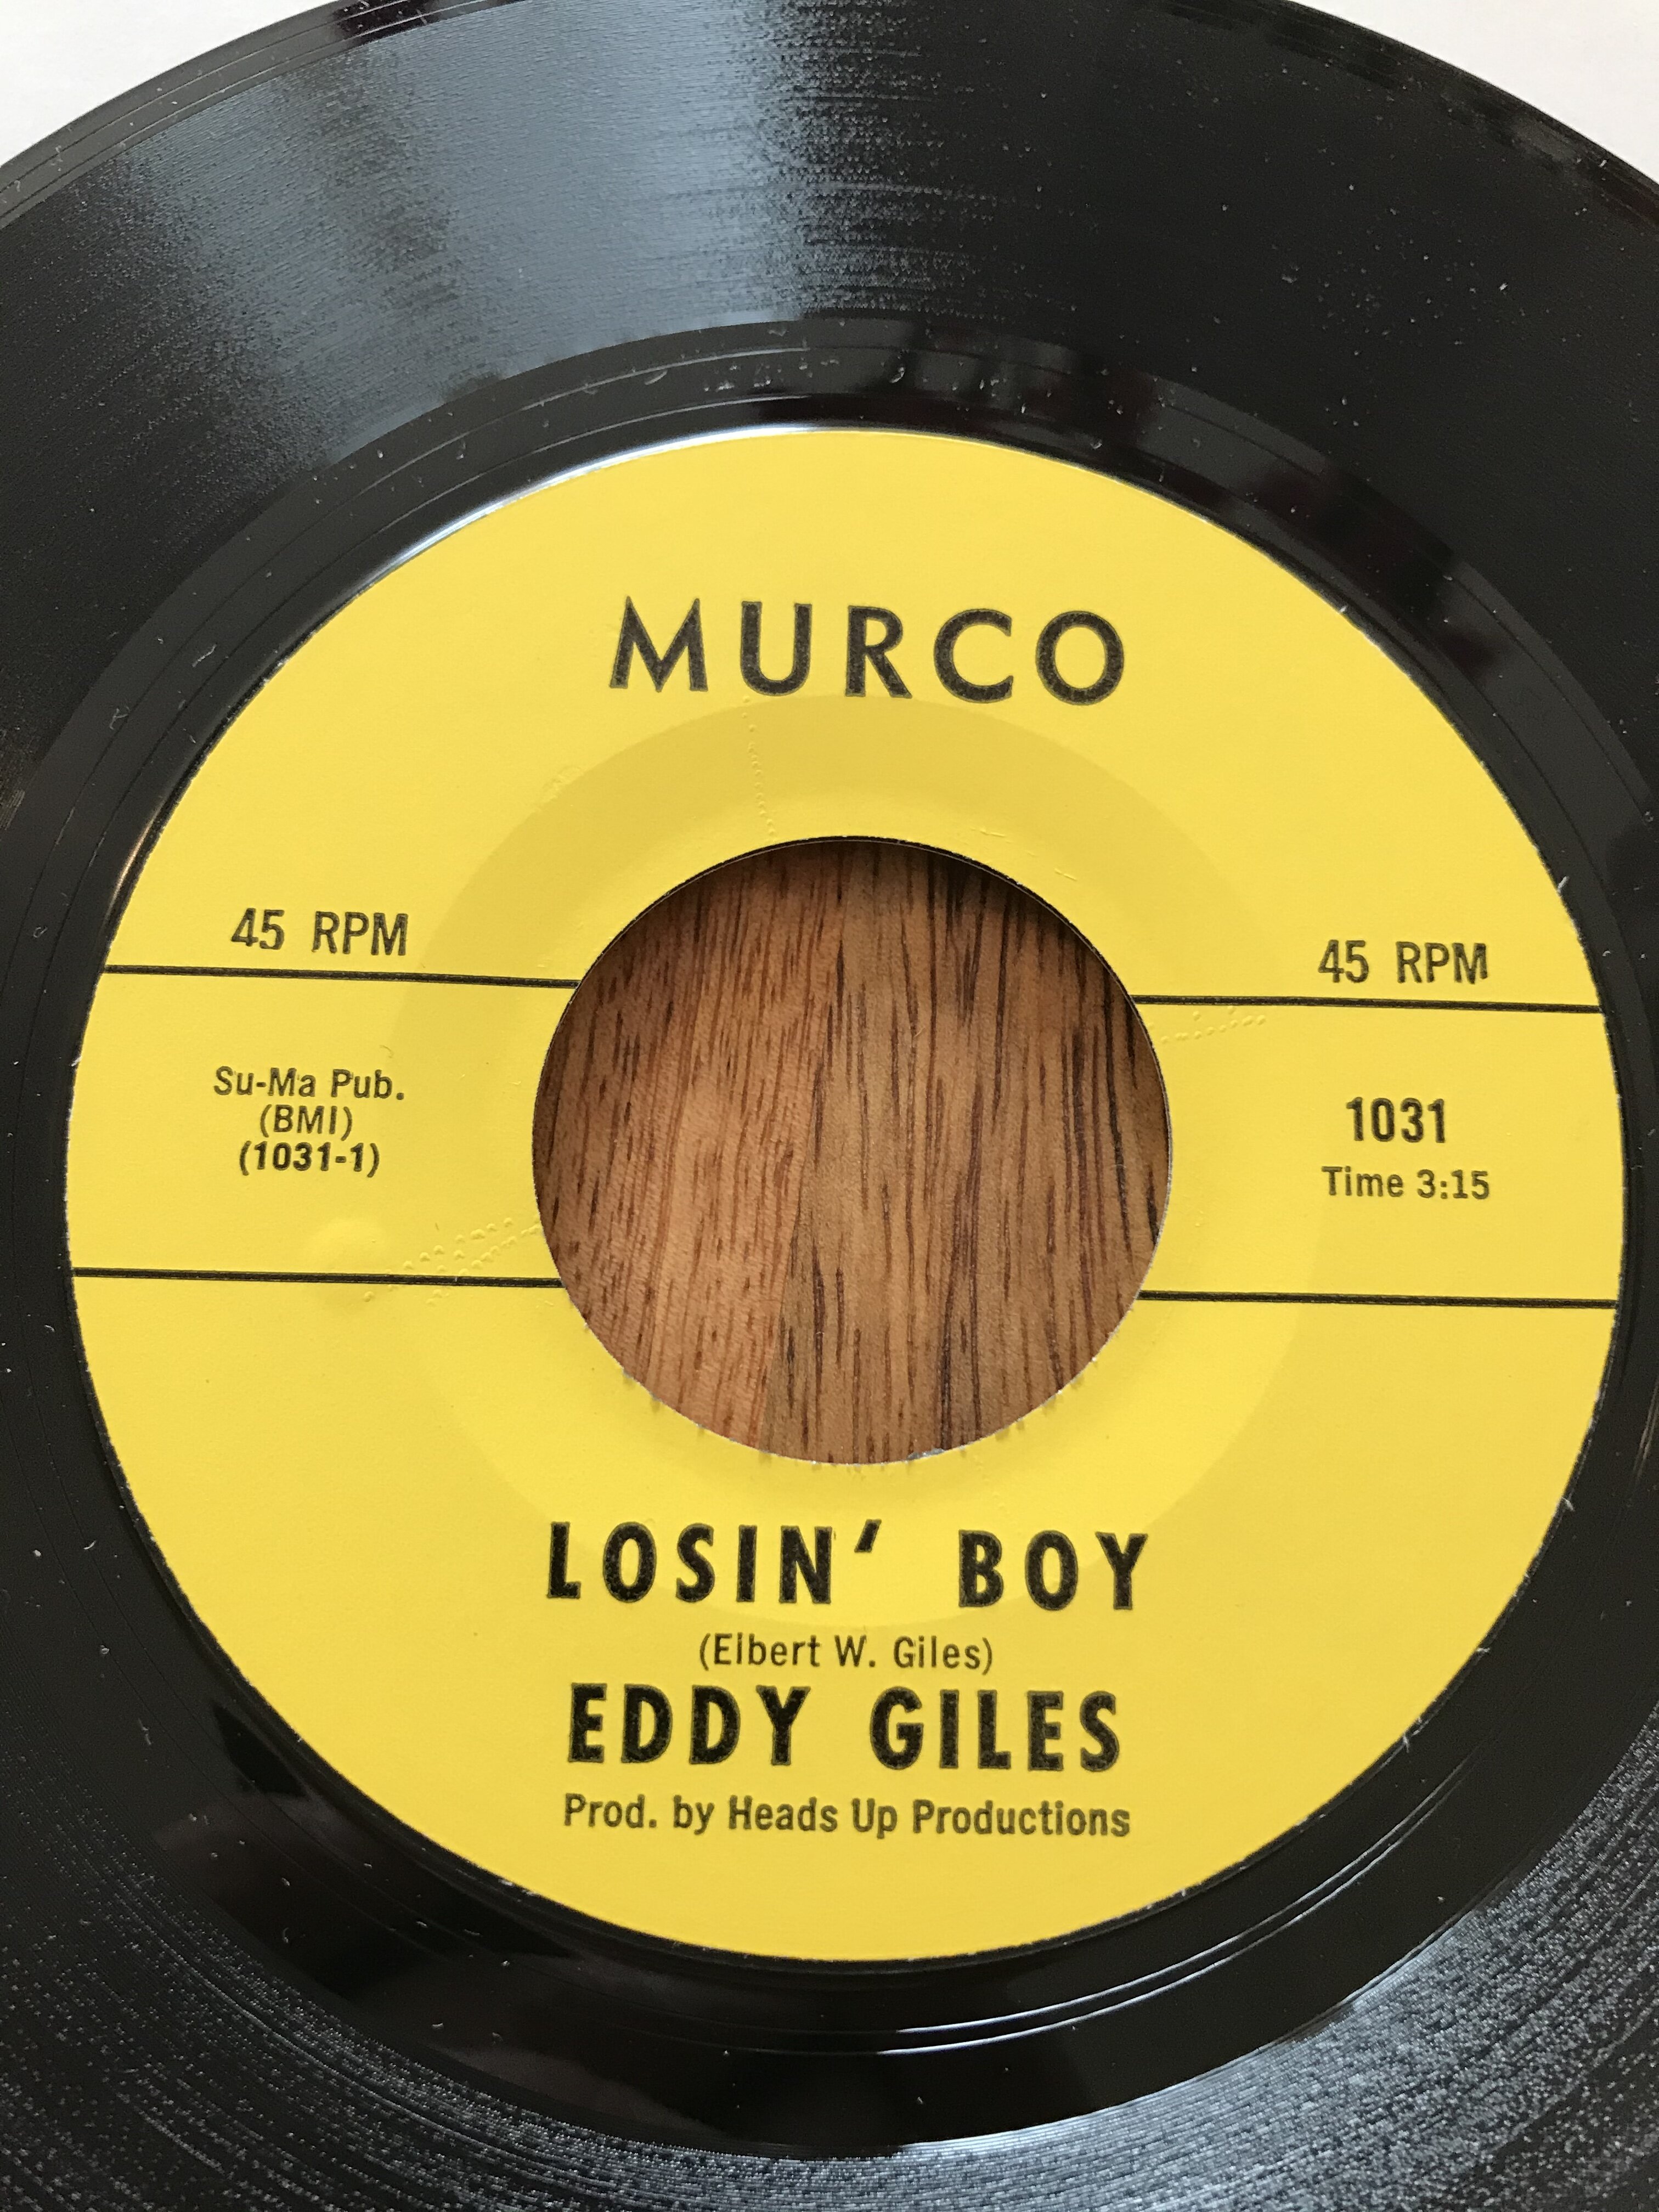 MURCO
45 RPM
45 RPM
Su-Ma Pub.
(BMI)
(1031-1)
1031
Time 3:15
LOSIN' BOY
(Elbert W. Giles)
EDDY GILES
Prod. by Heads Up Productions